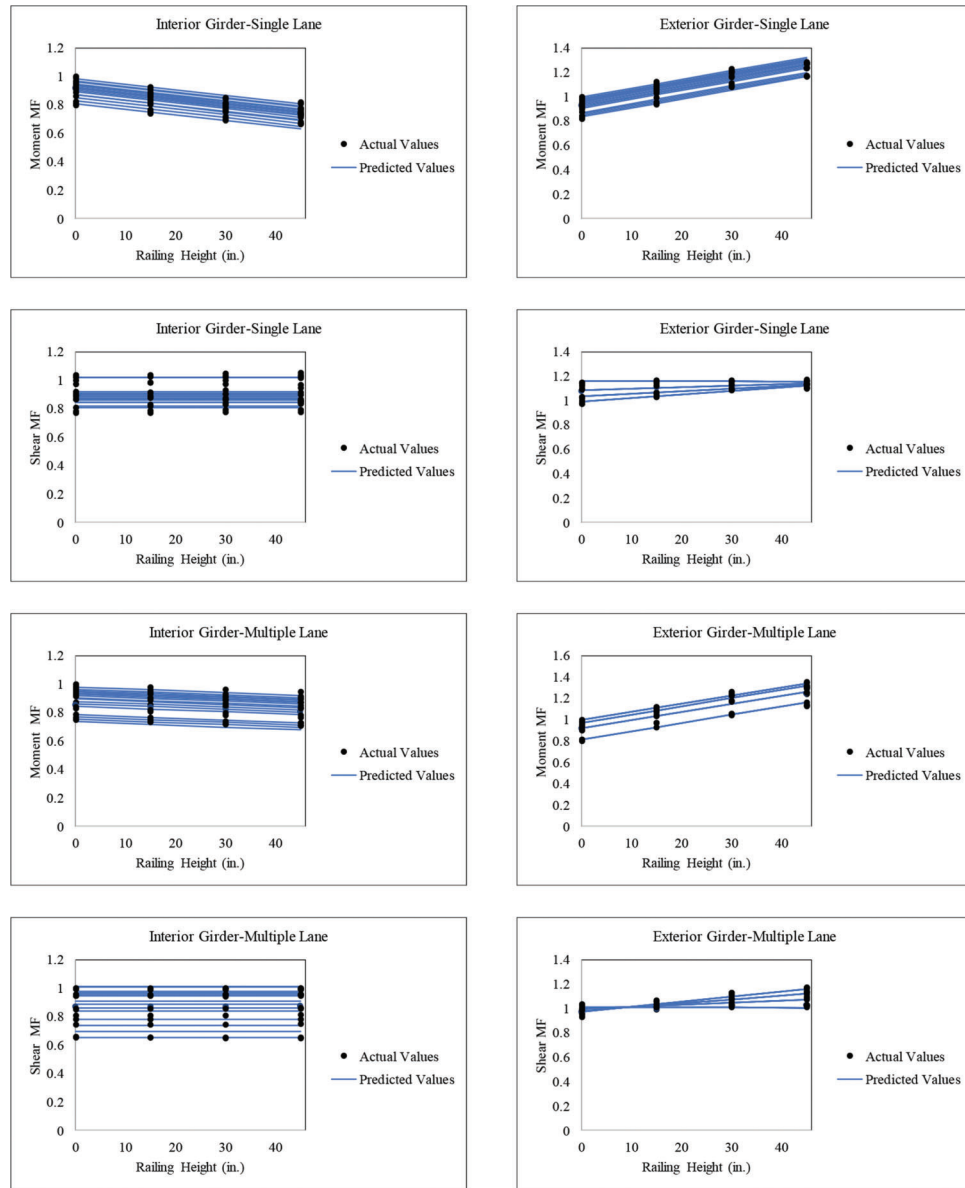 Interior Girder-Single Lane
1.2
1
0.8
0.6
0.4
0.2
0
Moment MF
0 10 20 30 40
Railing Height (in.)
Actual Values
Predicted Values
Exterior Girder-Single Lane
1.4
1.2
1
0.8
0.6
0.4
0.2
0
Moment MF
0 10 20 30 40
Railing Height (in.)
Actual Values
Predicted Values
Interior Girder-Single Lane
1.2
1
0.8
0.6
0.4
0.2
0
Shear MF
0 10 20 30 40
Railing Height (in.)
Actual Values
Predicted Values
Exterior Girder-Single Lane
1.4
1.2
1
0.8
0.6
0.4
0.2
0
Shear MF
0 10 20 30 40
Railing Height (in.)
Actual Values
Predicted Values
Interior Girder-Multiple Lane
1.2
1
0.8
0.6
0.4
0.2
0
Moment MF
0 10 20 30 40
Railing Height (in.)
Actual Values
Predicted Values
Exterior Girder-Multiple Lane
1.6
1.4
1.2
1
0.8
0.6
0.4
0.2
0
Moment MF
0 10 20 30 40
Railing Height (in.)
Actual Values
Predicted Values
Interior Girder-Multiple Lane
1.2
1
0.8
0.6
0.4
0.2
0
Shear MF
0 10 20 30 40
Railing Height (in.)
Actual Values
Predicted Values
Exterior Girder-Multiple Lane
1.4
1.2
1
0.8
0.6
0.4
0.2
0
Shear MF
0 10 20 30 40
Railing Height (in.)
Actual Values
Predicted Values